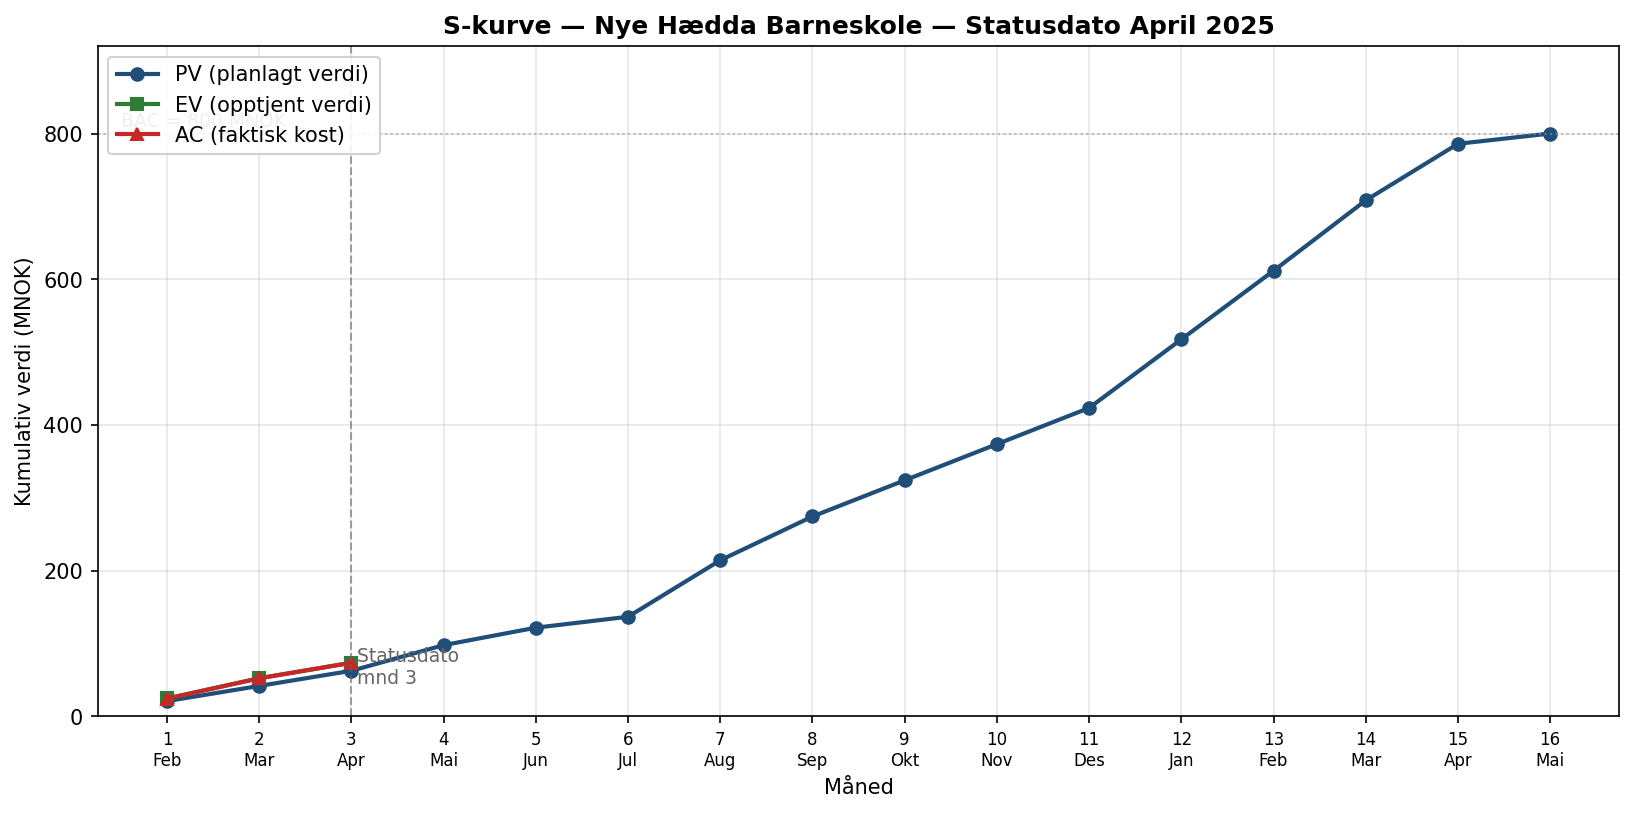 S-kurve — Nye Hædda Barneskole — Statusdato April 2025
PV (planlagt verdi)
EV (opptjent verdi)
BAC = 800 MNOK
AC (faktisk kost)
Kumulativ verdi (MNOK)
800
600
400
200
0
Statusdato
mnd 3
1 2 3 4 5 6 7 8 9 10 11 12 13 14 15 16
Feb Mar Apr Mai Jun Jul Aug Sep Okt Nov Des Jan Feb Mar Apr Mai
Måned